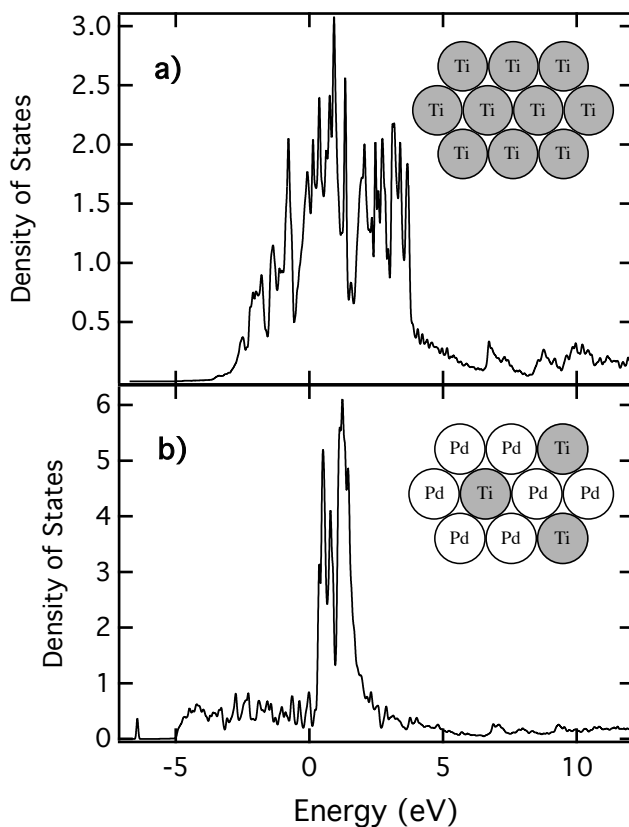 3.0
a)
2.5
2.0
1.5
1.0
0.5
Density of States
Ti Ti Ti
Ti Ti Ti Ti
Ti Ti Ti
6
b)
5
4
3
2
1
0
Density of States
Pd Pd Ti
Pd Ti Pd Pd
Pd Pd Ti
-5 0 5 10
Energy (eV)